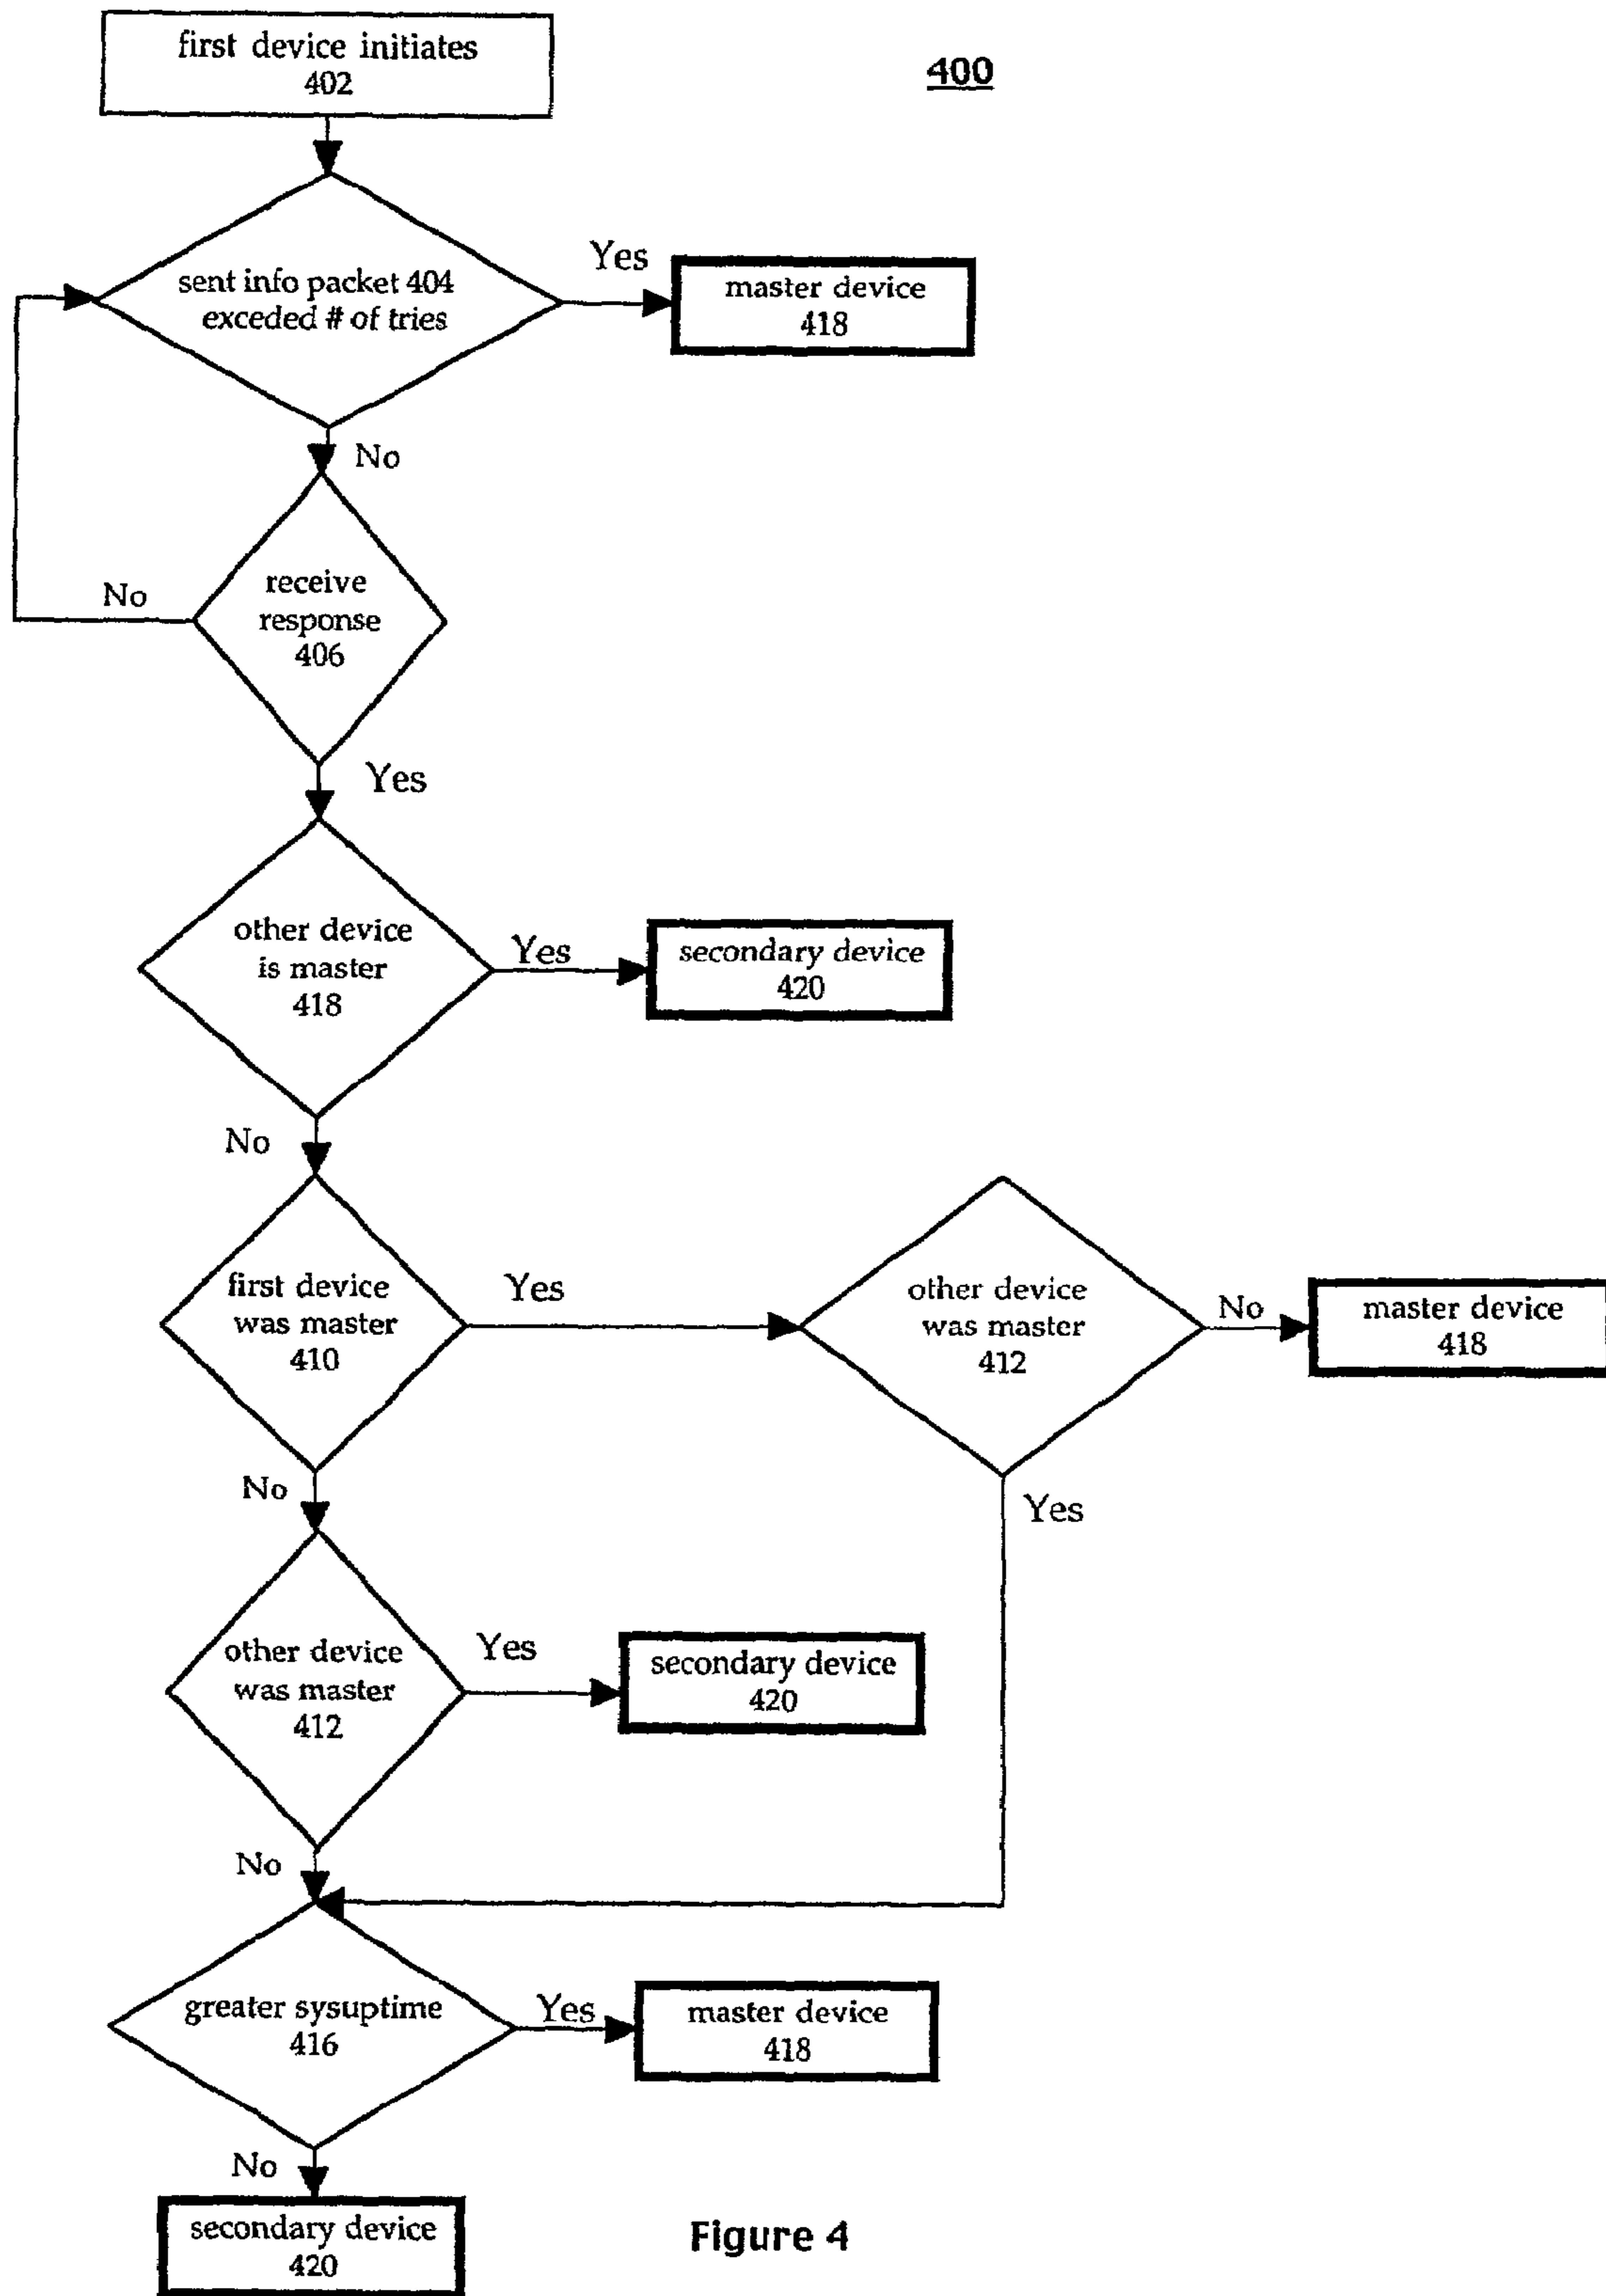 first device initiates
402
400
sent info packet 404
exceded # of tries
Yes
master device
418
No
receive
response
406
No
Yes
other device
is master
418
Yes
secondary device
420
No
first device
was master
410
Yes
other device
was master
412
No
master device
418
No
Yes
other device
was master
412
Yes
secondary device
420
No
greater sysuptime
416
Yes
master device
418
No
secondary device
420
Figure 4